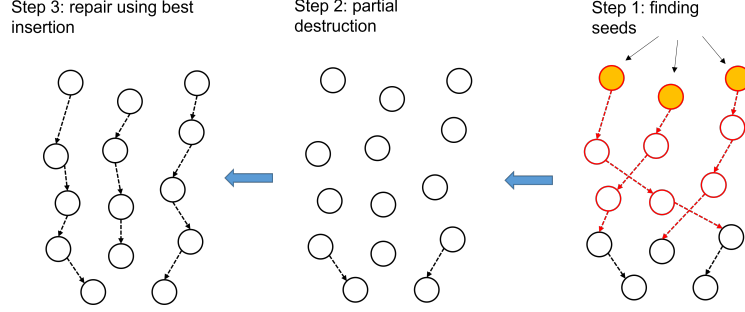 Step 3: repair using best
insertion
Step 2: partial
destruction
Step 1: finding
seeds